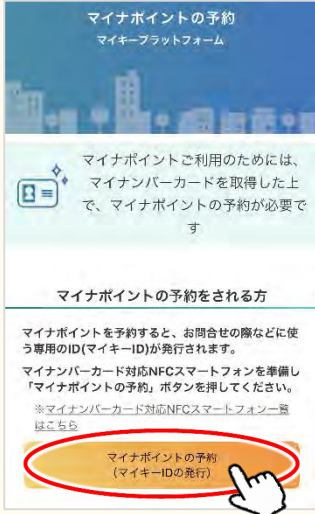 マイナポイントの予約
マイキープラットフォーム
マイナポイントご利用のためには、
マイナンバーカードを取得した上
で、マイナポイントの予約が必要で
す
マイナポイントの予約をされる方
マイナポイントを予約すると、お問合せの際などに使
う専用のID(マイキーID)が発行されます。
マイナンバーカード対応NFCスマートフォンを準備し
「マイナポイントの予約」ボタンを押してください。
※マイナンバーカード対応NFCスマートフォン一覧
はこちら
マイナポイントの予約
(マイキーIDの発行)